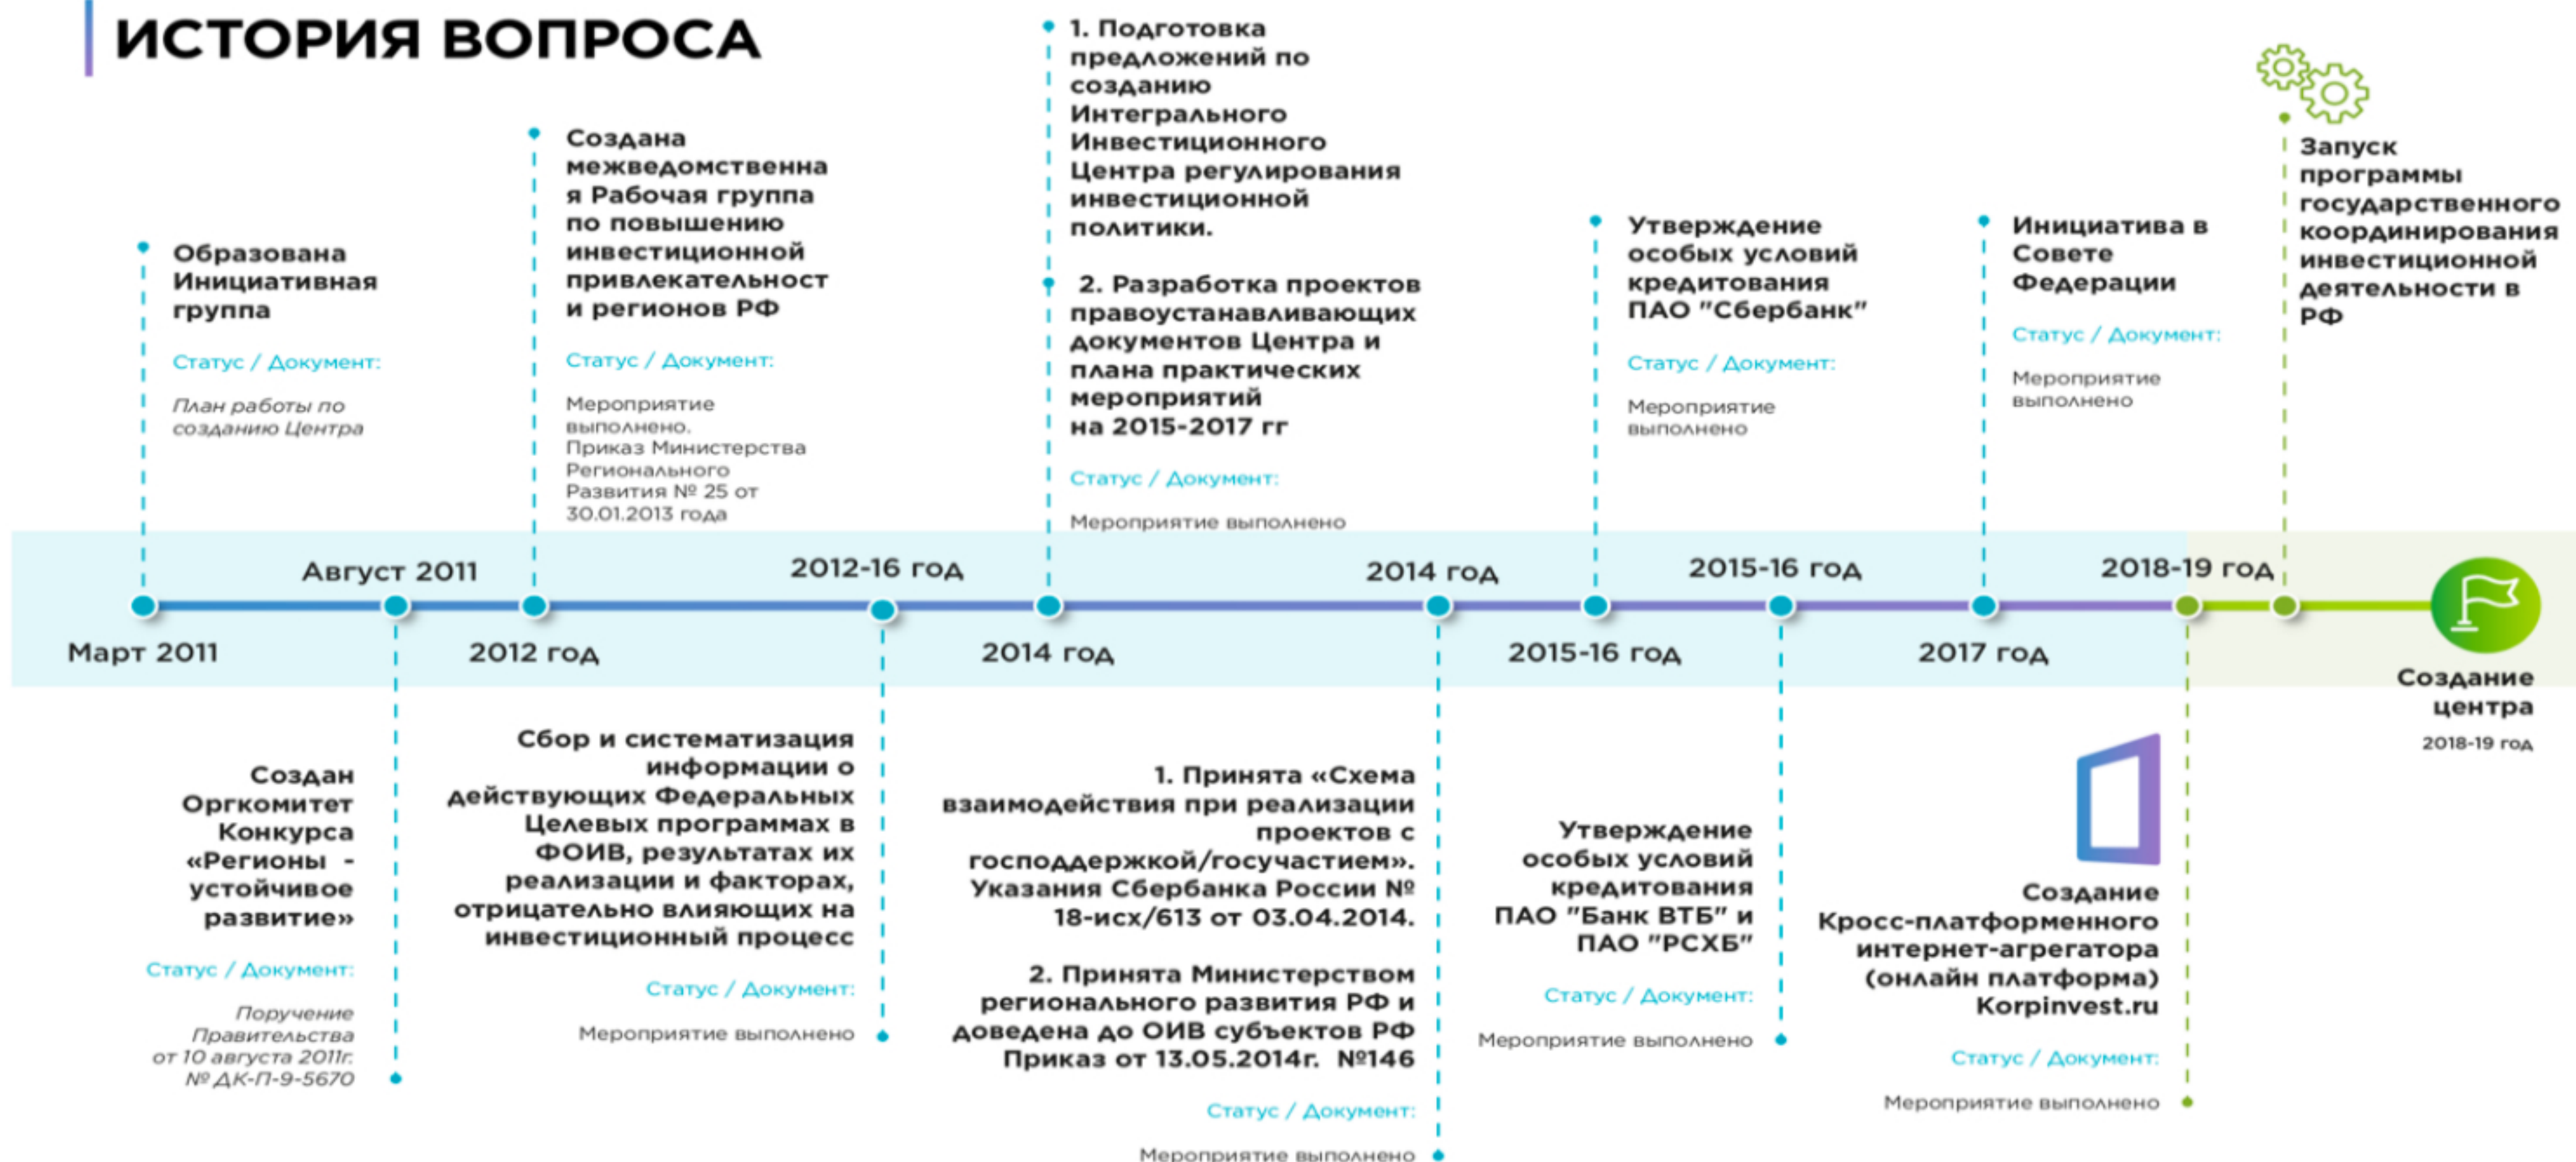 ИСТОРИЯ ВОПРОСА
Образована
Инициативная
группа
Статус / Документ:
План работы по
созданию Центра
Создана
межведомственна
я Рабочая группа
по повышению
инвестиционной
привлекательност
и регионов РФ
Статус / Документ:
Мероприятие
выполнено.
Приказ Министерства
Регионального
Развития № 25 от
30.01.2013 года
1. Подготовка
предложений по
созданию
Интегрального
Инвестиционного
Центра регулирования
инвестиционной
политики.
2. Разработка проектов
правоустанавливающих
документов Центра и
плана практических
мероприятий
на 2015-2017 гг
Статус / Документ:
Мероприятие выполнено
Утверждение
особых условий
кредитования
ПАО "Сбербанк"
Статус / Документ:
Мероприятие
выполнено
Инициатива в
Совете
Федерации
Статус / Документ:
Мероприятие
выполнено
Запуск
программы
государственного
координирования
инвестиционной
деятельности в
РФ
Август 2011
2012-16 год
2014 год
2015-16 год
2018-19 год
Март 2011
2012 год
2014 год
2015-16 год
2017 год
Создание
центра
2018-19 год
Создан
Оргкомитет
Конкурса
«Регионы -
устойчивое
развитие»
Статус / Документ:
Поручение
Правительства
от 10 августа 2011г.
№ ДК-П-9-5670
Сбор и систематизация
информации о
действующих Федеральных
Целевых программах в
ФОИВ, результатах их
реализации и факторах,
отрицательно влияющих на
инвестиционный процесс
Статус / Документ:
Мероприятие выполнено
1. Принята «Схема
взаимодействия при реализации
проектов с
господдержкой/госучастием».
Указания Сбербанка России №
18-исх/613 от 03.04.2014.
2. Принята Министерством
регионального развития РФ и
доведена до ОИВ субъектов РФ
Приказ от 13.05.2014г. №146
Статус / Документ:
Мероприятие выполнено
Утверждение
особых условий
кредитования
ПАО "Банк ВТБ" и
ПАО "РСХБ"
Статус / Документ:
Мероприятие выполнено
Создание
Кросс-платформенного
интернет-агрегатора
(онлайн платформа)
Korpinvest.ru
Статус / Документ:
Мероприятие выполнено